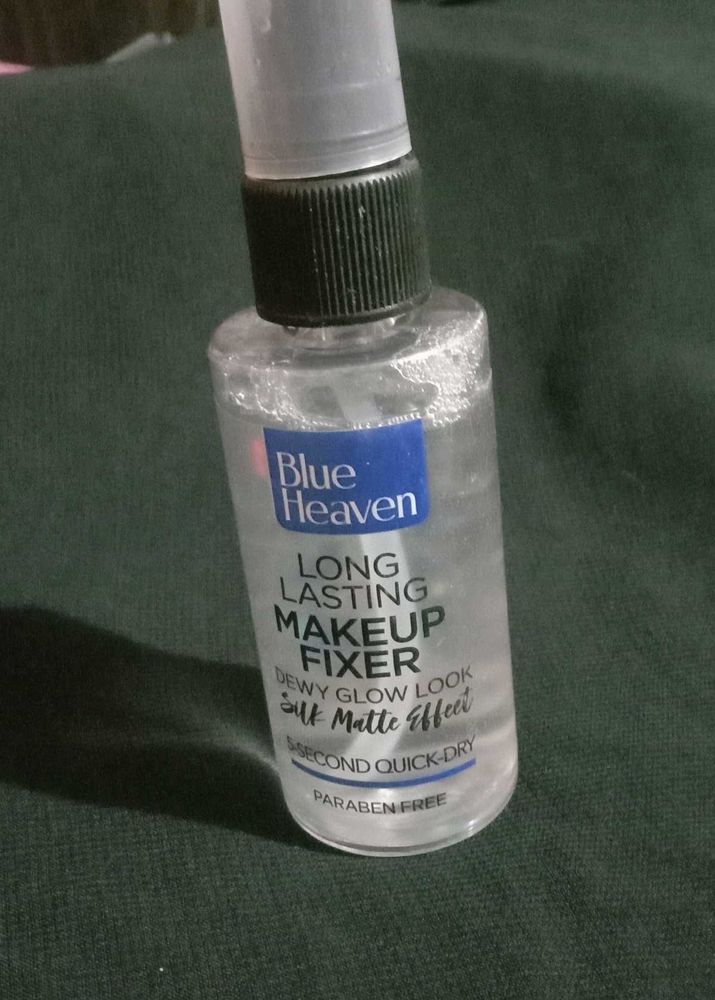 Blue
Heaven
LONG
LASTING
MAKEUP
FIXER
DEWY GLOW LOOK
Silk Matte Effect
5-SECOND QUICK-DRY
PARABEN FREE